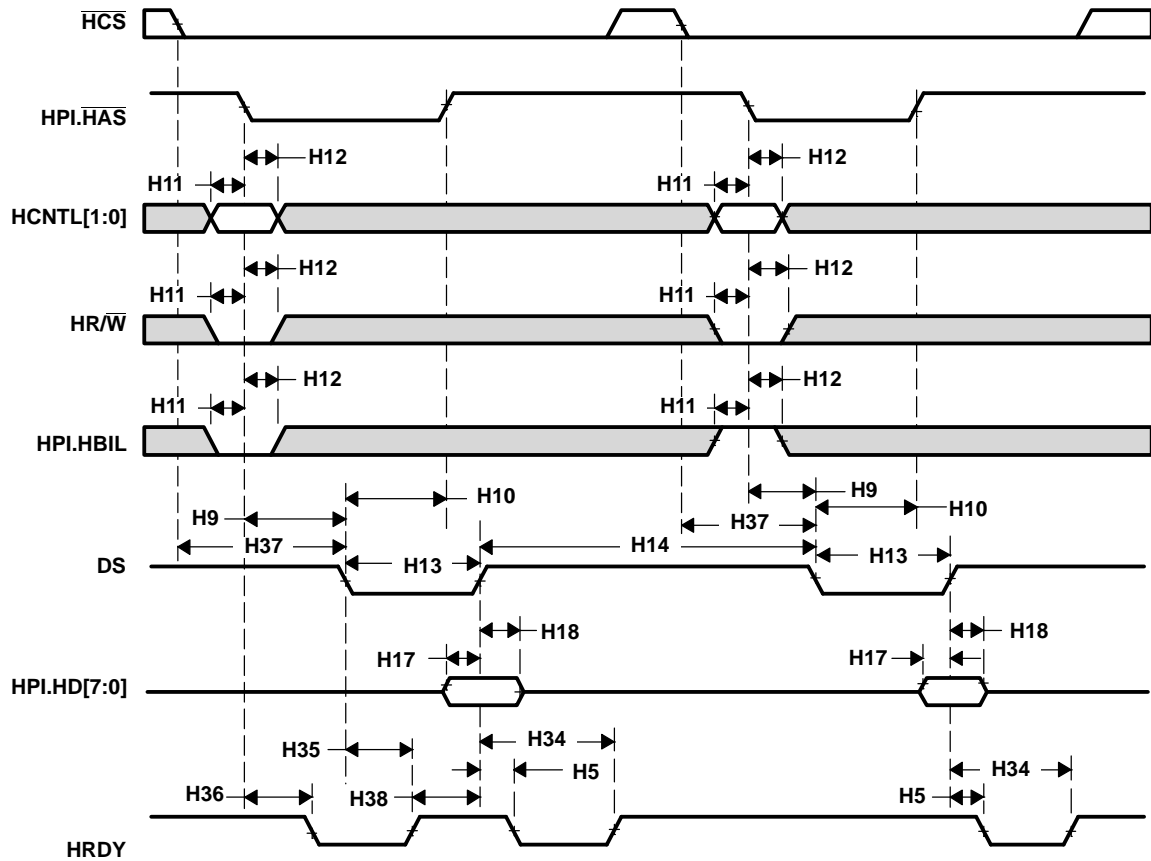 HCS
HPI.HAS
H12 H12
H11 H11
HCNTL[1:0]
H12 H12
H11 H11
HR/W
H12 H12
H11 H11
HPI.HBIL
H10 H9
H9 H10
H37 H37
H14
DS H13 H13
H18 H18
H17 H17
HPI.HD[7:0]
H35 H34
H5 H34
H36 H38 H5
HRDY